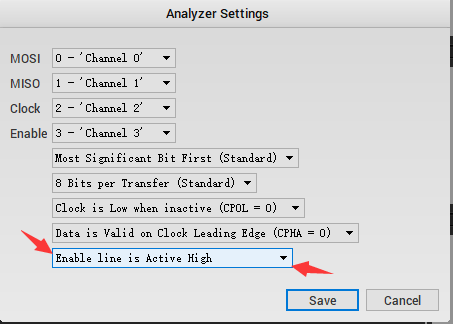 Analyzer Settings
MOSI 0 - 'Channel 0'
MISO 1 - 'Channel 1'
Clock 2 - 'Channel 2'
Enable 3 - 'Channel 3'
Most Significant Bit First (Standard)
8 Bits per Transfer (Standard)
Clock is Low when inactive (CPOL = 0)
Data is Valid on Clock Leading Edge (CPHA = 0)
Enable line is Active High
Save Cancel